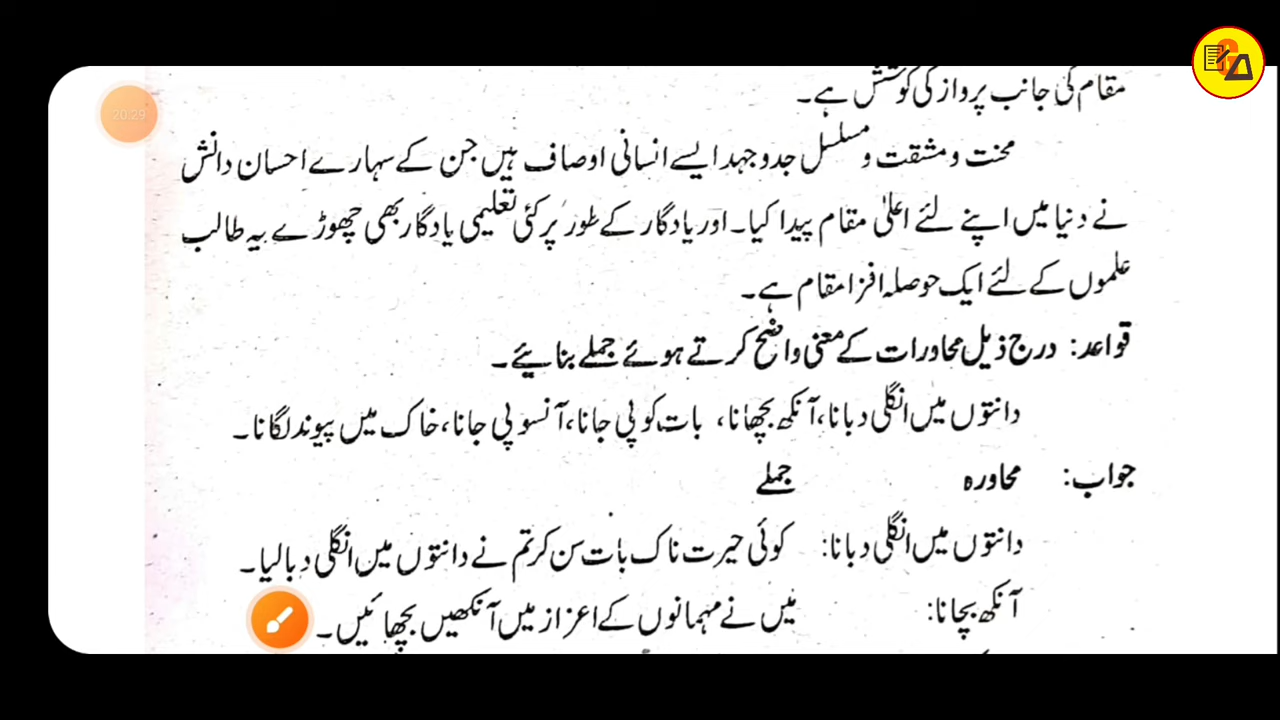 20:29
مقام کی جانب پرواز کی کوشش ہے۔
محنت و مشقت و مسلسل جدوجہد ایسے انسانی اوصاف ہیں جن کے سہارے احسان دانش
نے دنیا میں اپنے لئے اعلیٰ مقام پیدا کیا۔ اور یادگار کے طور پر کئی تعلیمی یادگار بھی چھوڑے یہ طالب
علموں کے لئے ایک حوصلہ افزا مقام ہے۔
قواعد: درج ذیل محاورات کے معنی واضح کرتے ہوئے جملے بنائیے۔
دانتوں میں انگلی دبانا، آنکھ بچھانا، بات کو پی جانا، آنسو پی جانا، خاک میں پیوند لگانا۔
جواب: محاورہ جملے
دانتوں میں انگلی دبانا: کوئی حیرت ناک بات سن کر تم نے دانتوں میں انگلی دبا لیا۔
آنکھ بچانا: میں نے مہمانوں کے اعزاز میں آنکھیں بچھائیں۔